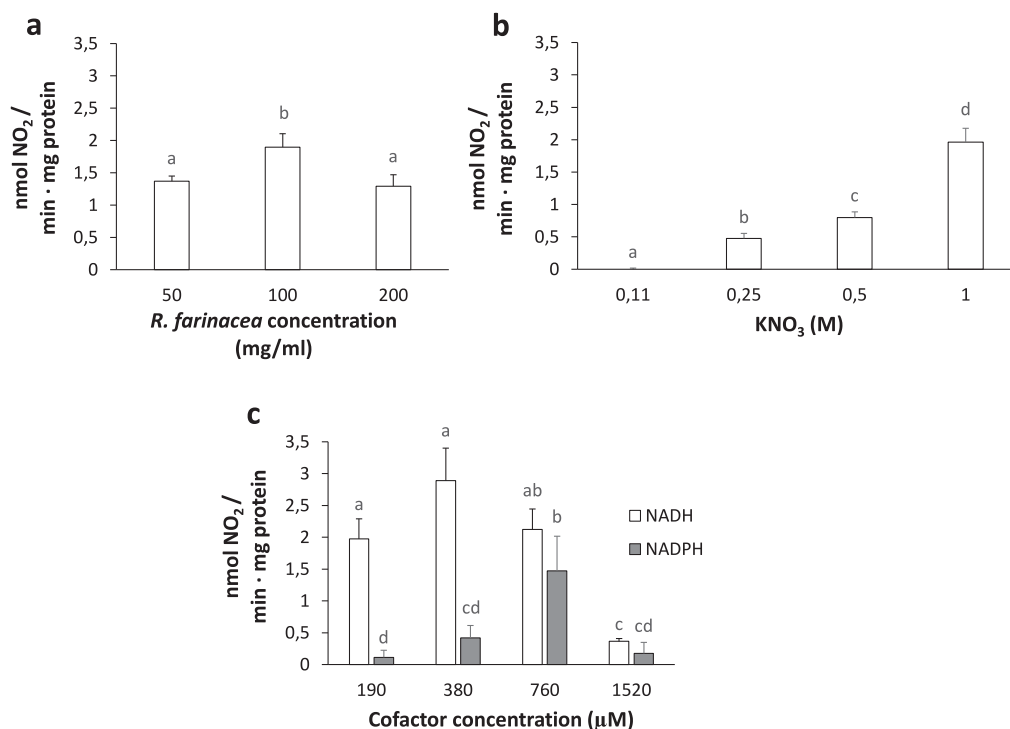 a
nmol NO₂ /
min · mg protein
3,5
3
2,5
2
1,5
1
0,5
0
a
b
a
50 100 200
R. farinacea concentration
(mg/ml)
b
nmol NO₂ /
min · mg protein
3,5
3
2,5
2
1,5
1
0,5
0
a
b
c
d
0,11 0,25 0,5 1
KNO₃ (M)
c
nmol NO₂ /
min · mg protein
3,5
3
2,5
2
1,5
1
0,5
0
a
d
a
cd
ab
b
c
cd
190 380 760 1520
Cofactor concentration (μM)
NADH
NADPH